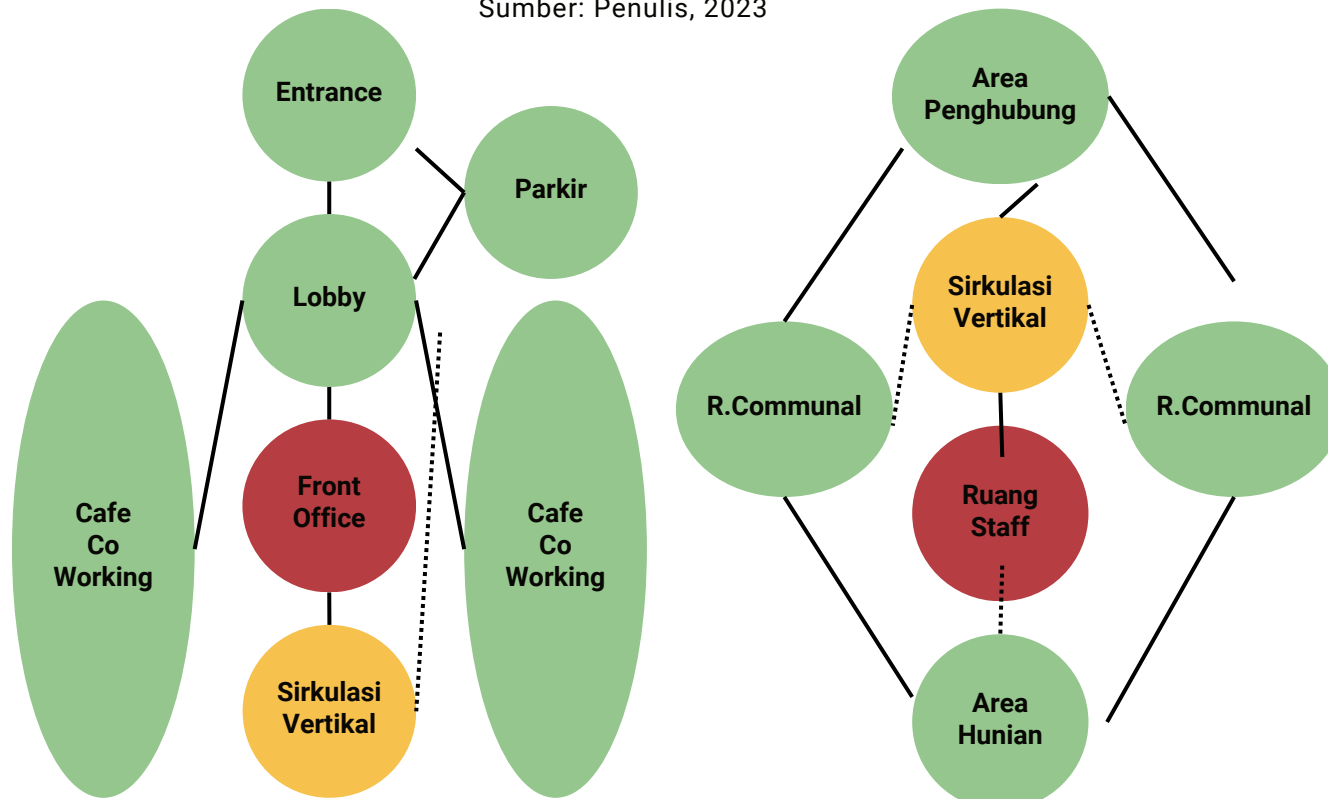 Sumber: Penulis, 2023
Entrance
Parkir
Lobby
Cafe
Co
Working
Front
Office
Cafe
Co
Working
Sirkulasi
Vertikal
Area
Penghubung
Sirkulasi
Vertikal
R.Communal
R.Communal
Ruang
Staff
Area
Hunian